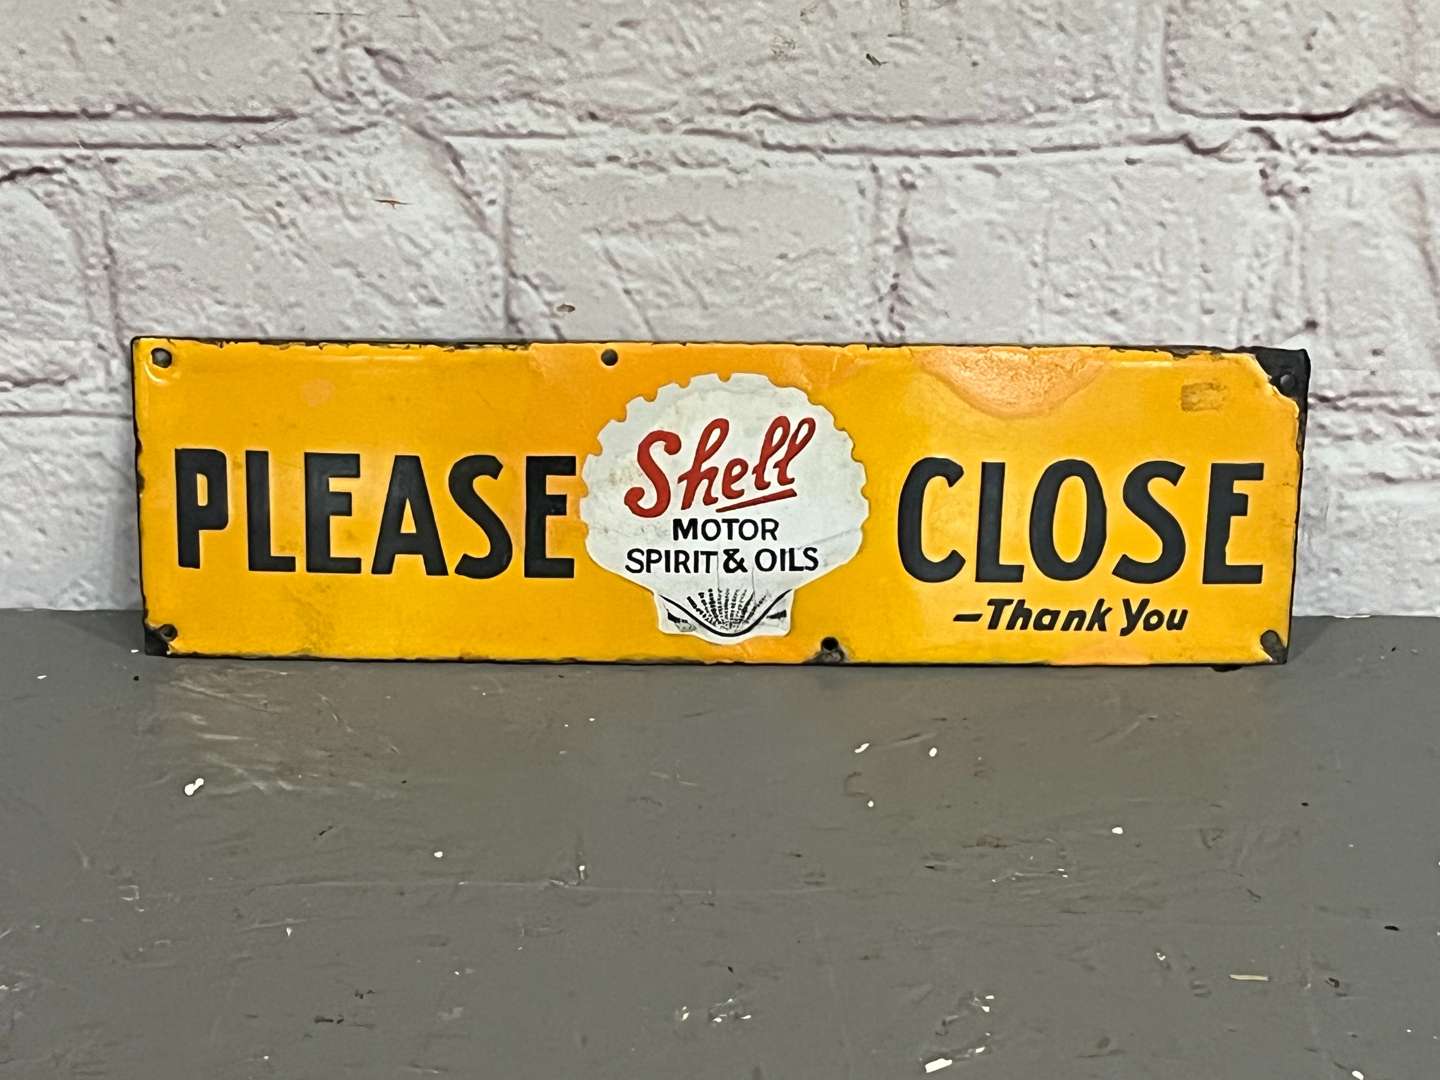 PLEASE Shell CLOSE
MOTOR
SPIRIT & OILS
–Thank You